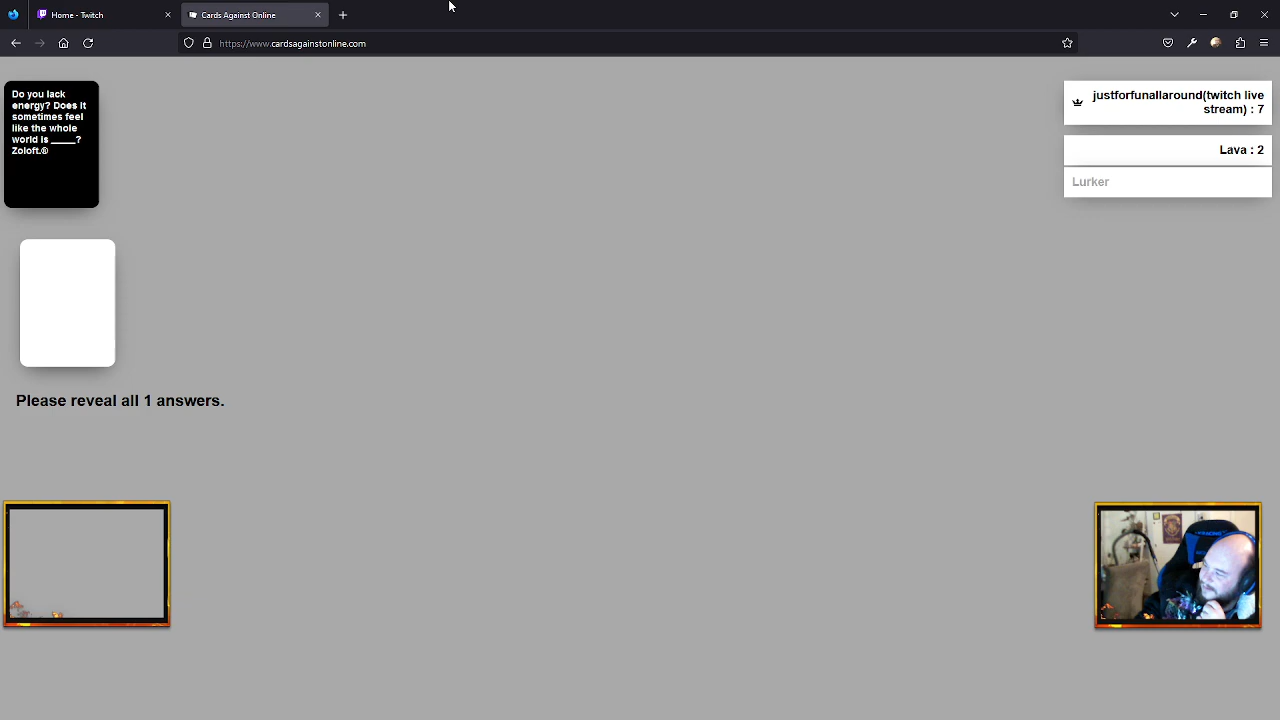 Home - Twitch
Cards Against Online
https://www.cardsagainstonline.com
Do you lack
energy? Does it
sometimes feel
like the whole
world is _____?
Zoloft.®
justforfunallaround(twitch live
stream) : 7
Lava : 2
Lurker
Please reveal all 1 answers.